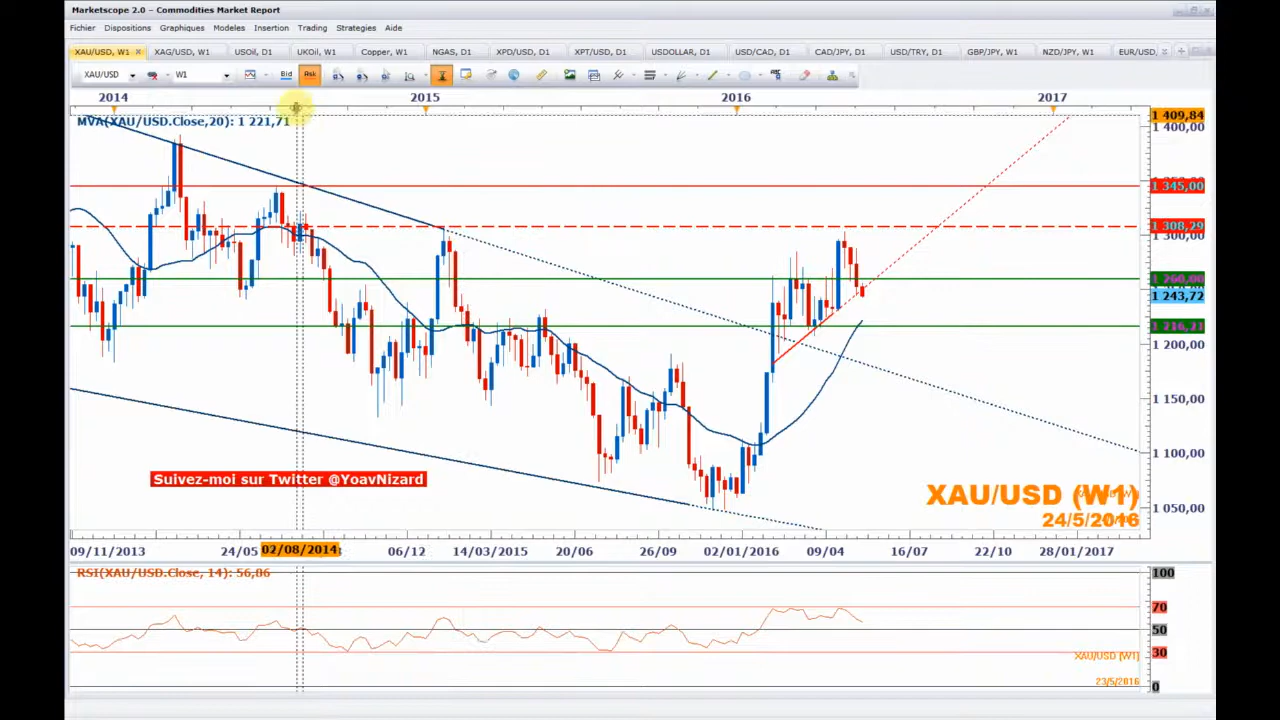 Marketscope 2.0 – Commodities Market Report
Fichier Dispositions Graphiques Modeles Insertion Trading Strategies Aide
XAU/USD, W1 XAG/USD, W1 USOil, D1 UKOil, W1 Copper, W1 NGAS, D1 XPD/USD, D1 XPT/USD, D1 USDOLLAR, D1 USD/CAD, D1 CAD/JPY, D1 USD/TRY, D1 GBP/JPY, W1 NZD/JPY, W1 EUR/USD,
XAU/USD W1 Bid Ask
2014 2015 2016 2017
MVA(XAU/USD.Close,20): 1 221,71
1 409,84
1 400,00
1 345,00
1 308,29
1 300,00
1 260,00
1 243,72
1 216,21
1 200,00
1 150,00
1 100,00
1 050,00
Suivez-moi sur Twitter @YoavNizard
XAU/USD (W1)
24/5/2016
09/11/2013 24/05 02/08/2014 06/12 14/03/2015 20/06 26/09 02/01/2016 09/04 16/07 22/10 28/01/2017
RSI(XAU/USD.Close, 14): 56,86
100
70
50
30
0
XAU/USD (W1)
23/5/2016